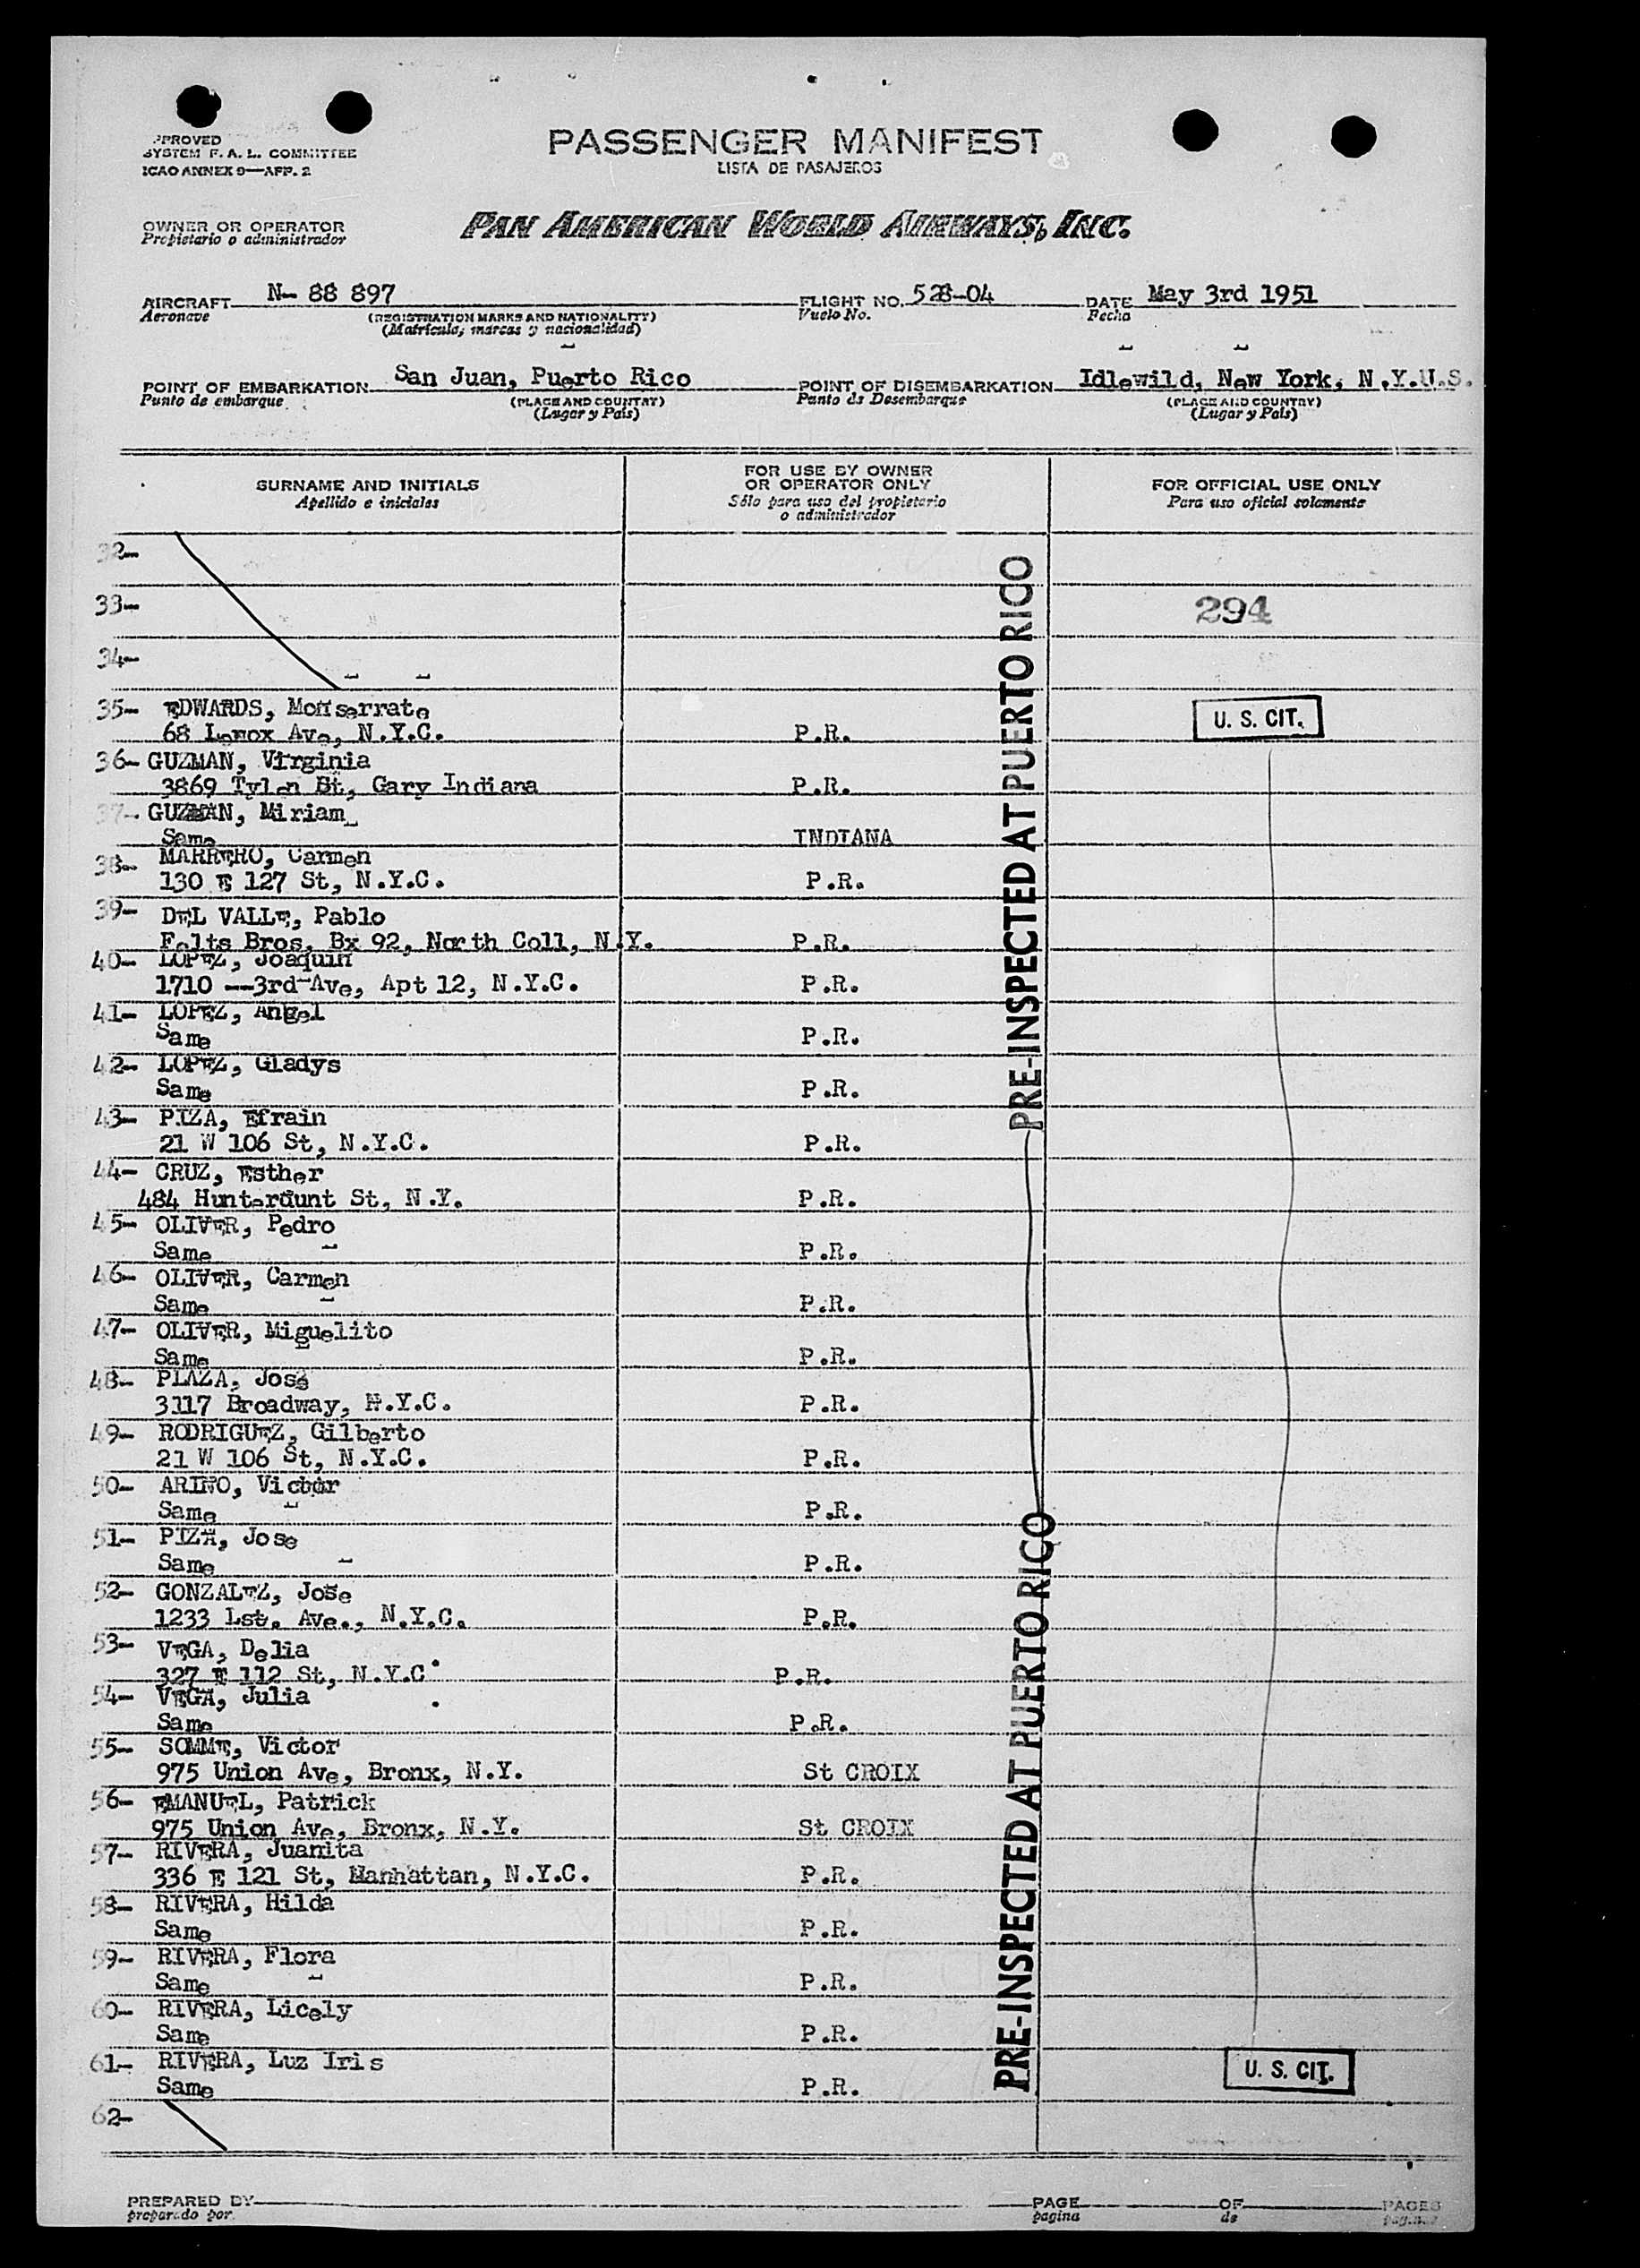 PROVED
SYSTEM F. A. L. COMMITTEE
ICAO ANNEX 9—APP. 2
PASSENGER MANIFEST
LISTA DE PASAJEROS
OWNER OR OPERATOR
Propietario o administrador
PAN AMERICAN WORLD AIRWAYS, INC.
AIRCRAFT N- 88 897 FLIGHT NO. 528-04 DATE May 3rd 1951
Aeronave (REGISTRATION MARKS AND NATIONALITY) Vuelo No. Fecha
(Matrícula, marcas y nacionalidad)
POINT OF EMBARKATION San Juan, Puerto Rico POINT OF DISEMBARKATION Idlewild, New York, N.Y.U.S.
Punto de embarque (PLACE AND COUNTRY) Punto de Desembarque (PLACE AND COUNTRY)
(Lugar y País) (Lugar y País)
SURNAME AND INITIALS
Apellido e iniciales
FOR USE BY OWNER
OR OPERATOR ONLY
Sólo para uso del propietario
o administrador
FOR OFFICIAL USE ONLY
Para uso oficial solamente
32-
33- 294
34-
35- EDWARDS, Monserrate U. S. CIT.
68 Lenox Ave, N.Y.C. P.R.
36- GUZMAN, Virginia
3869 Tylen St, Gary Indiana P.R.
37- GUZMAN, Miriam
Same INDIANA
38- MARRERO, Carmen
130 E 127 St, N.Y.C. P.R.
39- DEL VALLE, Pablo
Felts Bros, Bx 92, North Coll, N.Y. P.R.
40- LOPEZ, Joaquin
1710 --3rd-Ave, Apt 12, N.Y.C. P.R.
41- LOPEZ, Angel
Same P.R.
42- LOPEZ, Gladys
Same P.R.
43- PIZA, Efrain
21 W 106 St, N.Y.C. P.R.
44- CRUZ, Esther
484 St, N.Y. P.R.
45- OLIVER, Pedro
Same P.R.
46- OLIVER, Carmen
Same P.R.
47- OLIVER, Miguelito
Same P.R.
48- PLAZA, Jose
3117 Broadway, N.Y.C. P.R.
49- RODRIGUEZ, Gilberto
21 W 106 St, N.Y.C. P.R.
50- Victor
Same P.R.
51- PIZA, Jose
Same P.R.
52- GONZALEZ, Jose
1233 Lst. Ave., N.Y.C. P.R.
53- VEGA, Delia
327 E 112 St, N.Y.C. P.R.
54- VEGA, Julia
Same P.R.
55- SOMME, Victor
975 Union Ave, Bronx, N.Y. St CROIX
56- EMANUEL, Patrick
975 Union Ave, Bronx, N.Y. St CROIX
57- RIVERA, Juanita
336 E 121 St, Manhattan, N.Y.C. P.R.
58- RIVERA, Hilda
Same P.R.
59- RIVERA, Flora
Same P.R.
60- RIVERA, Licely
Same P.R.
61- RIVERA, Luz Iris U. S. CIT.
Same P.R.
62-
PRE-INSPECTED AT PUERTO RICO
PRE-INSPECTED AT PUERTO RICO
PREPARED BY PAGE OF PAGES
preparado por pagina de